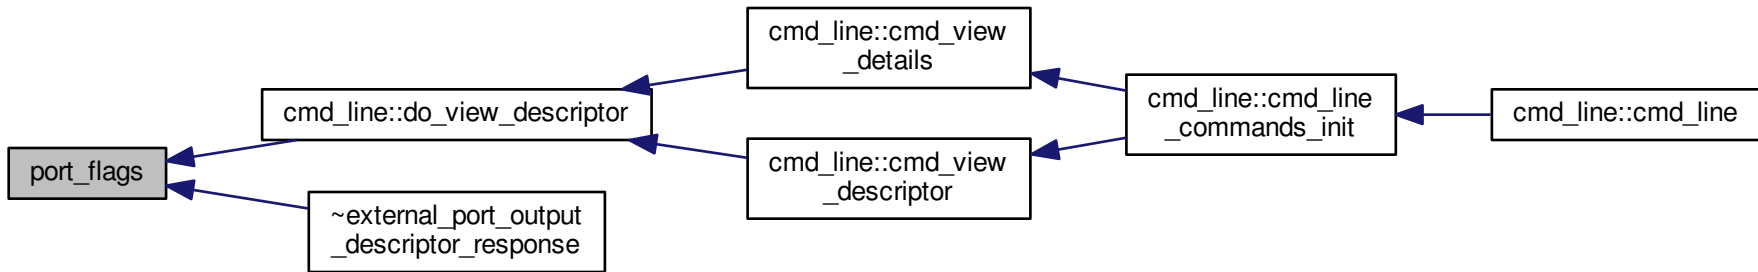 port_flags
cmd_line::do_view_descriptor
~external_port_output
_descriptor_response
cmd_line::cmd_view
_details
cmd_line::cmd_view
_descriptor
cmd_line::cmd_line
_commands_init
cmd_line::cmd_line